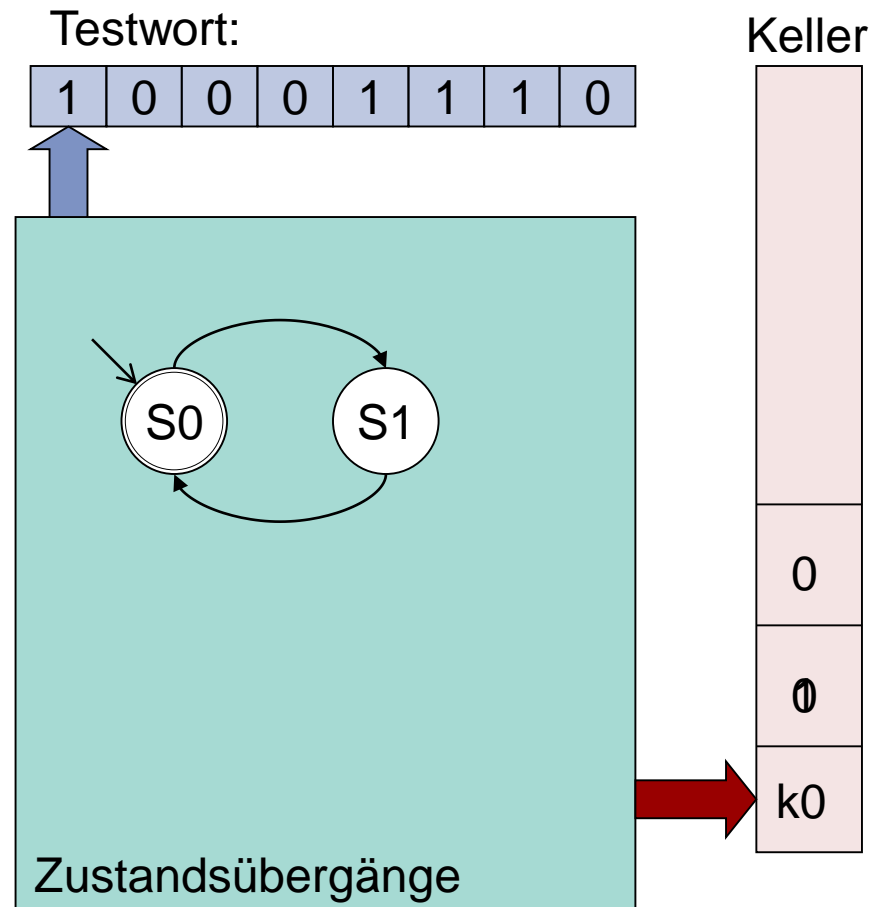 Testwort:
Keller
1 0 0 0 1 1 1 0
S0 S1
0
k0
Zustandsübergänge